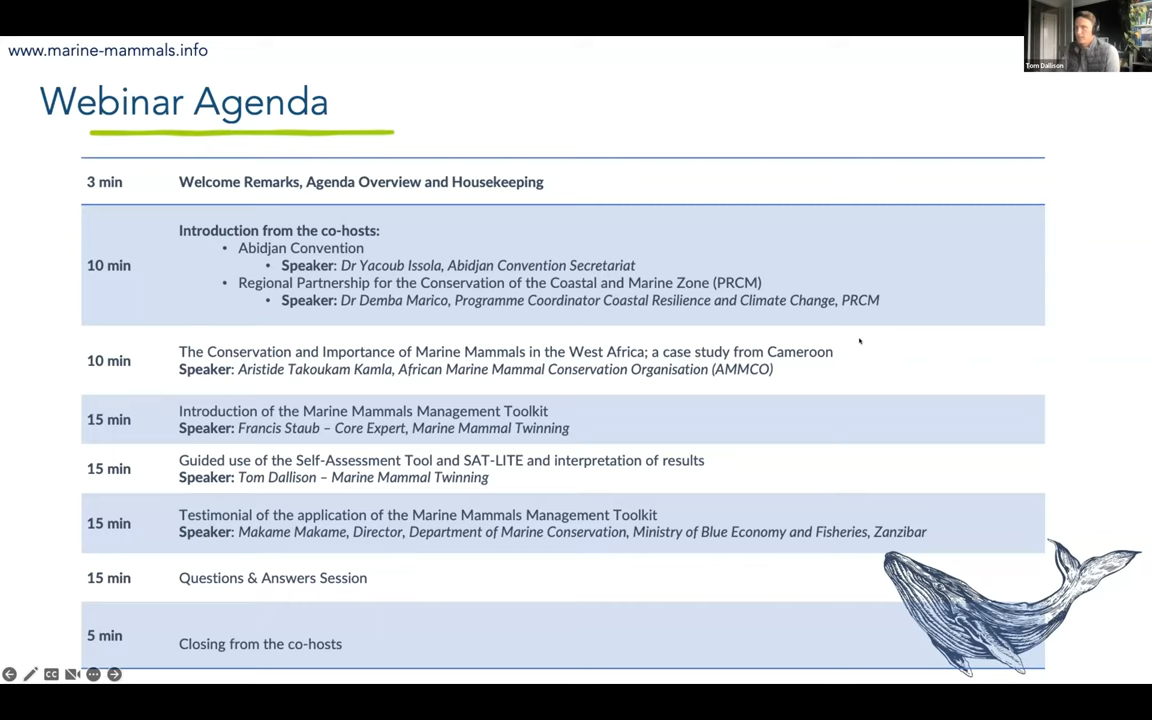 www.marine-mammals.info
Tom Dallison
Webinar Agenda
3 min Welcome Remarks, Agenda Overview and Housekeeping
Introduction from the co-hosts:
• Abidjan Convention
10 min • Speaker: Dr Yacoub Issola, Abidjan Convention Secretariat
• Regional Partnership for the Conservation of the Coastal and Marine Zone (PRCM)
• Speaker: Dr Demba Marico, Programme Coordinator Coastal Resilience and Climate Change, PRCM
10 min The Conservation and Importance of Marine Mammals in the West Africa; a case study from Cameroon
Speaker: Aristide Takoukam Kamla, African Marine Mammal Conservation Organisation (AMMCO)
15 min Introduction of the Marine Mammals Management Toolkit
Speaker: Francis Staub – Core Expert, Marine Mammal Twinning
15 min Guided use of the Self-Assessment Tool and SAT-LITE and interpretation of results
Speaker: Tom Dallison – Marine Mammal Twinning
15 min Testimonial of the application of the Marine Mammals Management Toolkit
Speaker: Makame Makame, Director, Department of Marine Conservation, Ministry of Blue Economy and Fisheries, Zanzibar
15 min Questions & Answers Session
5 min Closing from the co-hosts
CC